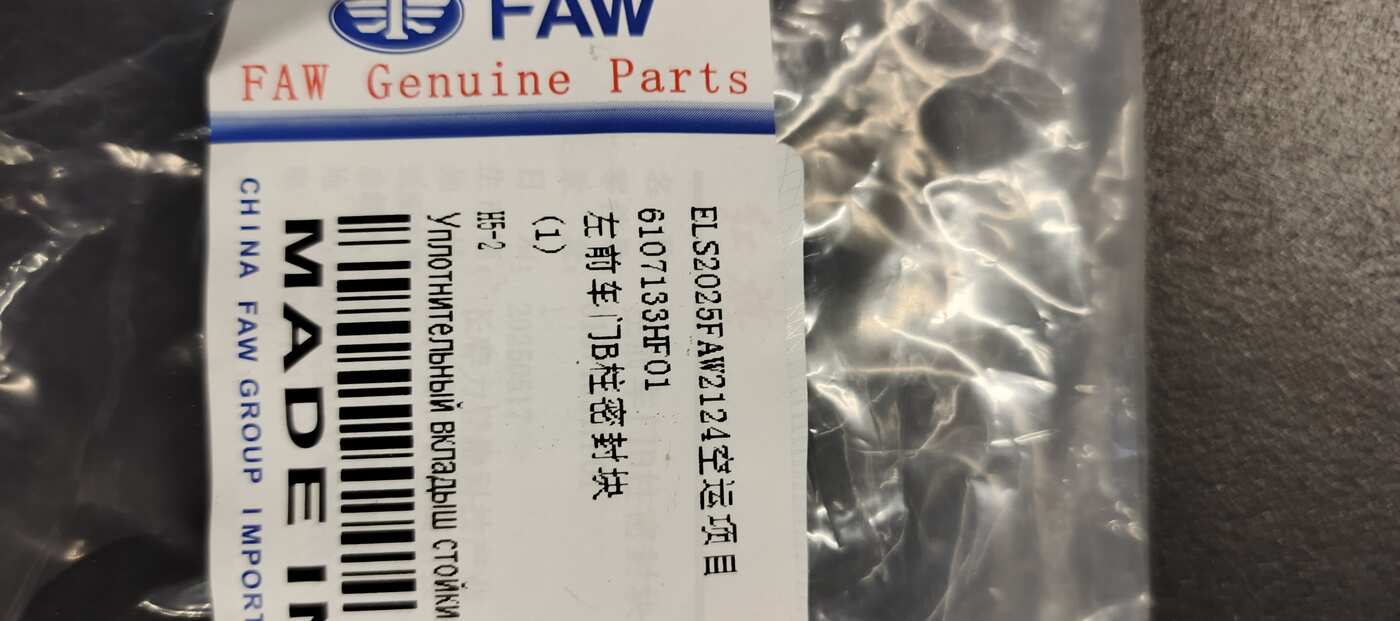 FAW
FAW Genuine Parts
ELS2025FAW2124空运项目
6107133HF01
左前车门B柱密封块
(1)
H5-2
Уплотнительный вкладыш стойки
MADE IN
CHINA FAW GROUP IMPORT